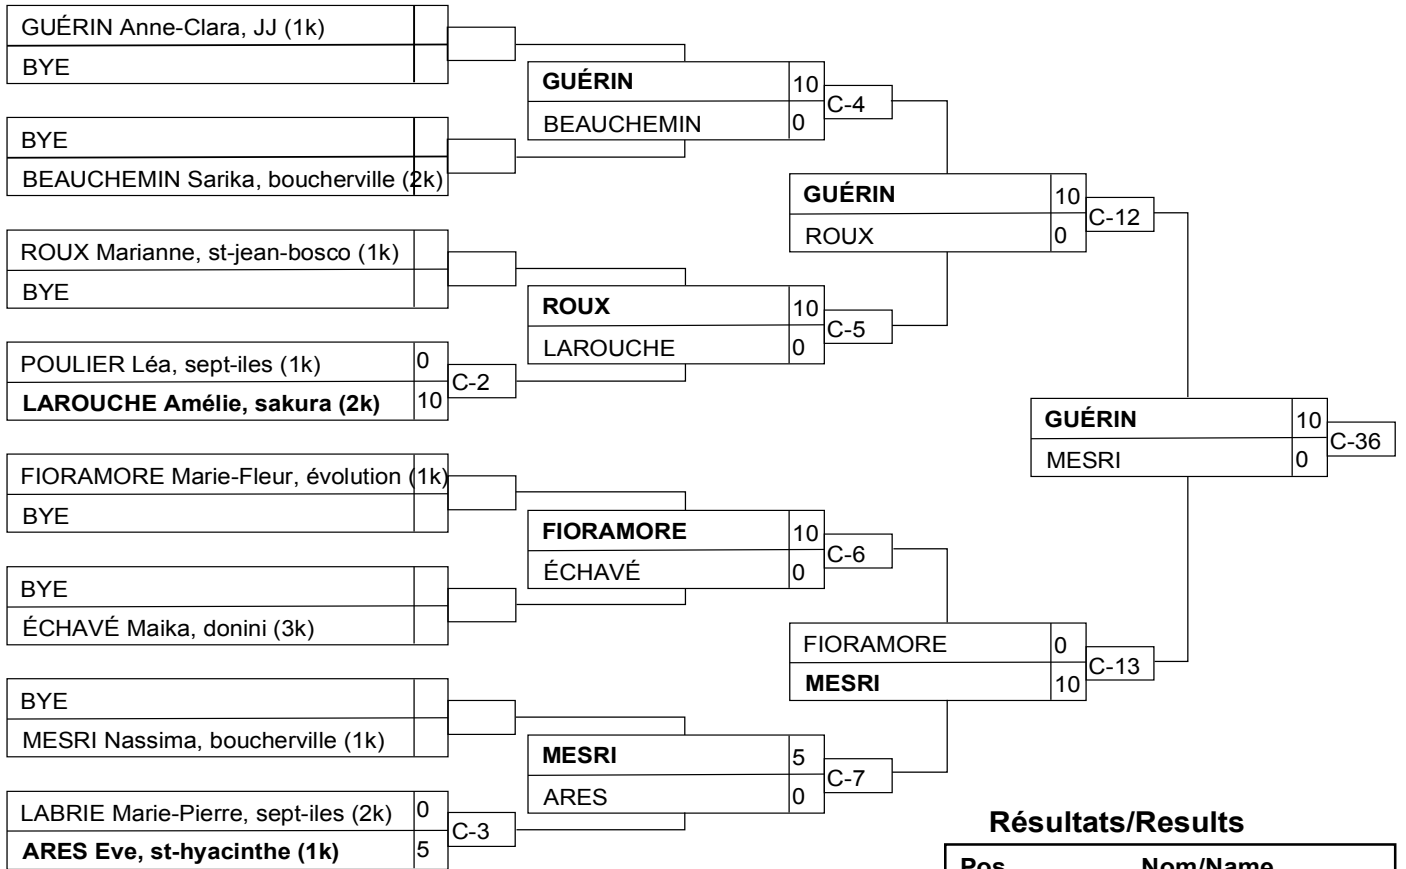 GUÉRIN Anne-Clara, JJ (1k)
BYE
BYE
BEAUCHEMIN Sarika, boucherville (2k)
ROUX Marianne, st-jean-bosco (1k)
BYE
POULIER Léa, sept-iles (1k) 0
LAROUCHE Amélie, sakura (2k) 10
C-2
FIORAMORE Marie-Fleur, évolution (1k)
BYE
BYE
ÉCHAVÉ Maika, donini (3k)
BYE
MESRI Nassima, boucherville (1k)
LABRIE Marie-Pierre, sept-iles (2k) 0
ARES Eve, st-hyacinthe (1k) 5
C-3
GUÉRIN 10
BEAUCHEMIN 0
C-4
ROUX 10
LAROUCHE 0
C-5
FIORAMORE 10
ÉCHAVÉ 0
C-6
MESRI 5
ARES 0
C-7
GUÉRIN 10
ROUX 0
C-12
FIORAMORE 0
MESRI 10
C-13
GUÉRIN 10
MESRI 0
C-36
Résultats/Results
Pos Nom/Name